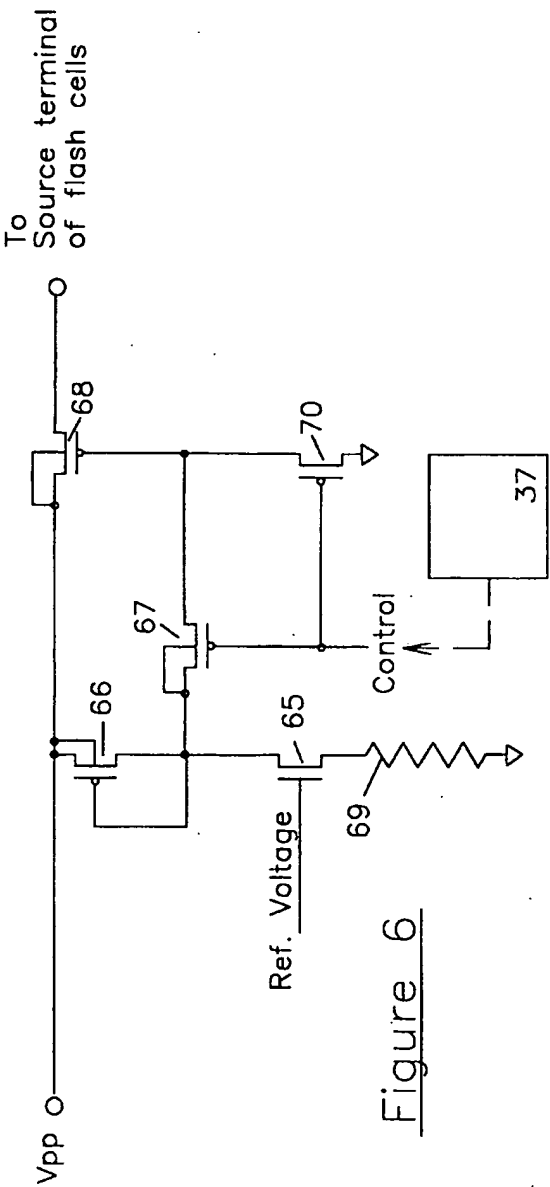 To
Source terminal
of flash cells
Vpp
68
66
67
70
65
Ref. Voltage
Control
69
37
Figure 6